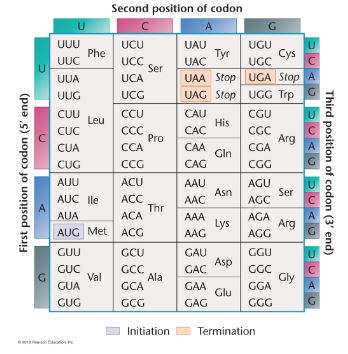 Second position of codon
U C A G
UUU Phe UCU Ser UAU Tyr UGU Cys U
UUC UCC UAC UGC C
UUA Leu UCA UAA Stop UGA Stop A
UUG UCG UAG Stop UGG Trp G
CUU CCU Pro CAU His CGU Arg U
CUC CCC CAC CGC C
CUA CCA CAA Gln CGA A
CUG CCG CAG CGG G
AUU Ile ACU Thr AAU Asn AGU Ser U
AUC ACC AAC AGC C
AUA ACA AAA Lys AGA Arg A
AUG Met ACG AAG AGG G
GUU Val GCU Ala GAU Asp GGU Gly U
GUC GCC GAC GGC C
GUA GCA GAA Glu GGA A
GUG GCG GAG GGG G
First position of codon (5′ end)
U
C
A
G
Third position of codon (3′ end)
Initiation Termination
© 2013 Pearson Education, Inc.